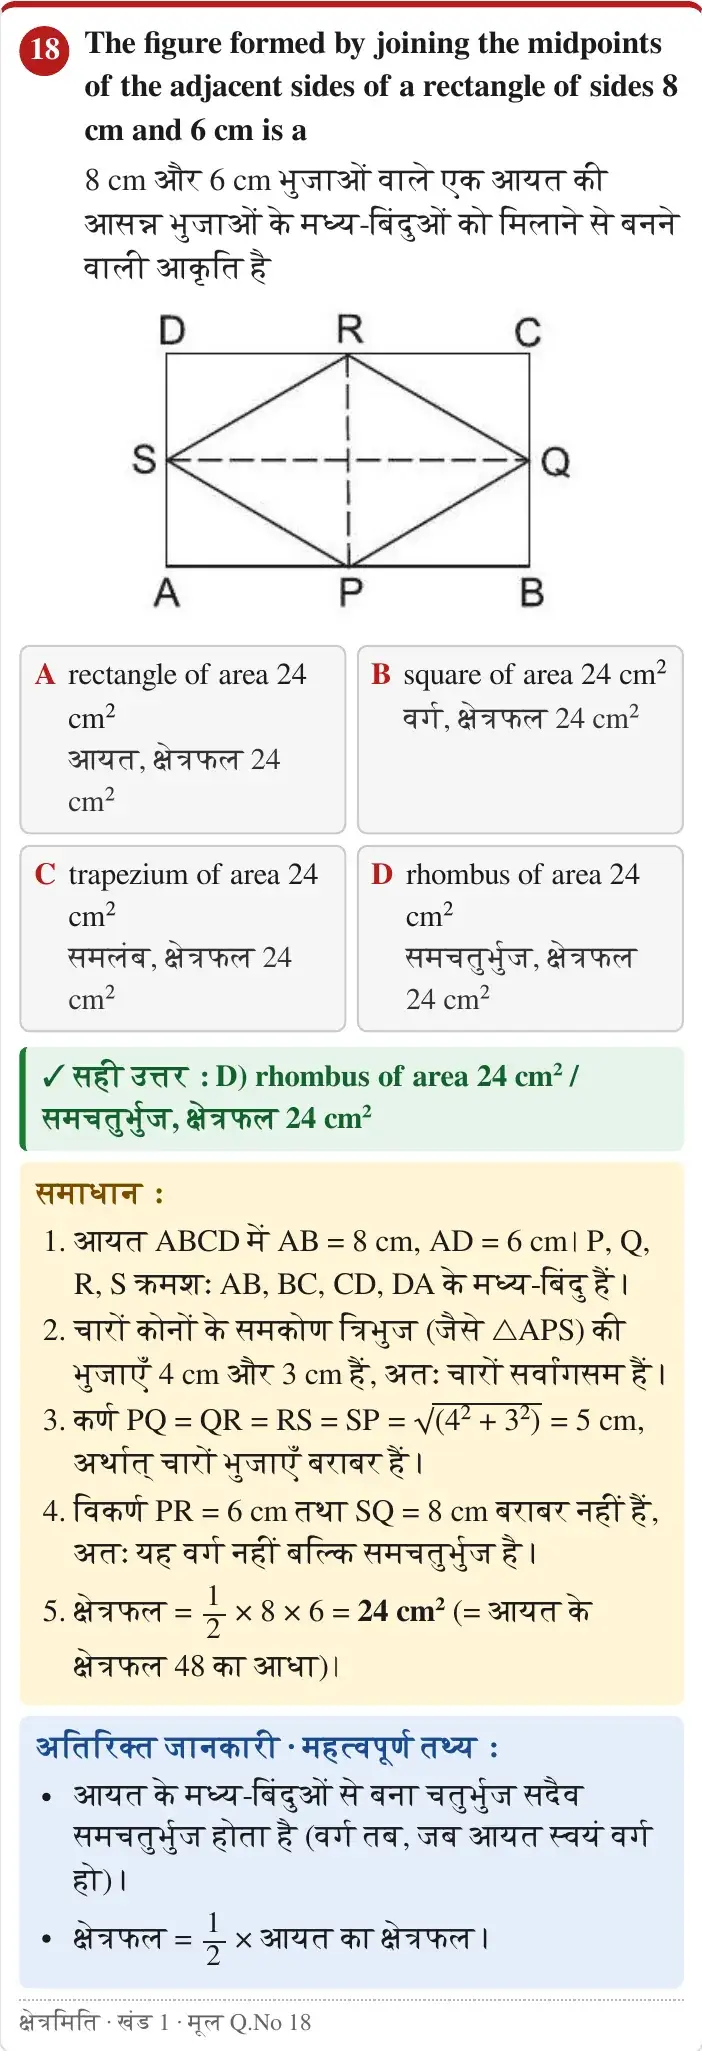 18 The figure formed by joining the midpoints
of the adjacent sides of a rectangle of sides 8
cm and 6 cm is a
8 cm और 6 cm भुजाओं वाले एक आयत की
आसन्न भुजाओं के मध्य-बिंदुओं को मिलाने से बनने
वाली आकृति है
D R C
S Q
A P B
A rectangle of area 24
cm²
आयत, क्षेत्रफल 24
cm²
B square of area 24 cm²
वर्ग, क्षेत्रफल 24 cm²
C trapezium of area 24
cm²
समलंब, क्षेत्रफल 24
cm²
D rhombus of area 24
cm²
समचतुर्भुज, क्षेत्रफल
24 cm²
✓ सही उत्तर : D) rhombus of area 24 cm² /
समचतुर्भुज, क्षेत्रफल 24 cm²
समाधान :
1. आयत ABCD में AB = 8 cm, AD = 6 cm। P, Q,
R, S क्रमशः AB, BC, CD, DA के मध्य-बिंदु हैं।
2. चारों कोनों के समकोण त्रिभुज (जैसे △APS) की
भुजाएँ 4 cm और 3 cm हैं, अतः चारों सर्वांगसम हैं।
3. कर्ण PQ = QR = RS = SP = √(4² + 3²) = 5 cm,
अर्थात् चारों भुजाएँ बराबर हैं।
4. विकर्ण PR = 6 cm तथा SQ = 8 cm बराबर नहीं हैं,
अतः यह वर्ग नहीं बल्कि समचतुर्भुज है।
5. क्षेत्रफल = 1/2 × 8 × 6 = 24 cm² (= आयत के
क्षेत्रफल 48 का आधा)।
अतिरिक्त जानकारी · महत्वपूर्ण तथ्य :
• आयत के मध्य-बिंदुओं से बना चतुर्भुज सदैव
समचतुर्भुज होता है (वर्ग तब, जब आयत स्वयं वर्ग
हो)।
• क्षेत्रफल = 1/2 × आयत का क्षेत्रफल।
क्षेत्रमिति · खंड 1 · मूल Q.No 18